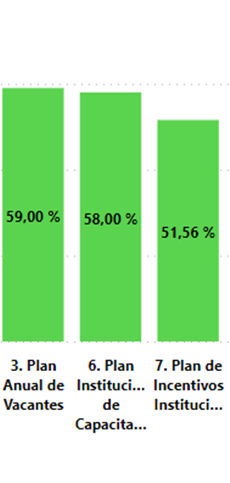 59,00 %
58,00 %
51,56 %
3. Plan
Anual de
Vacantes
6. Plan
Instituci...
de
Capacita...
7. Plan de
Incentivos
Instituci...